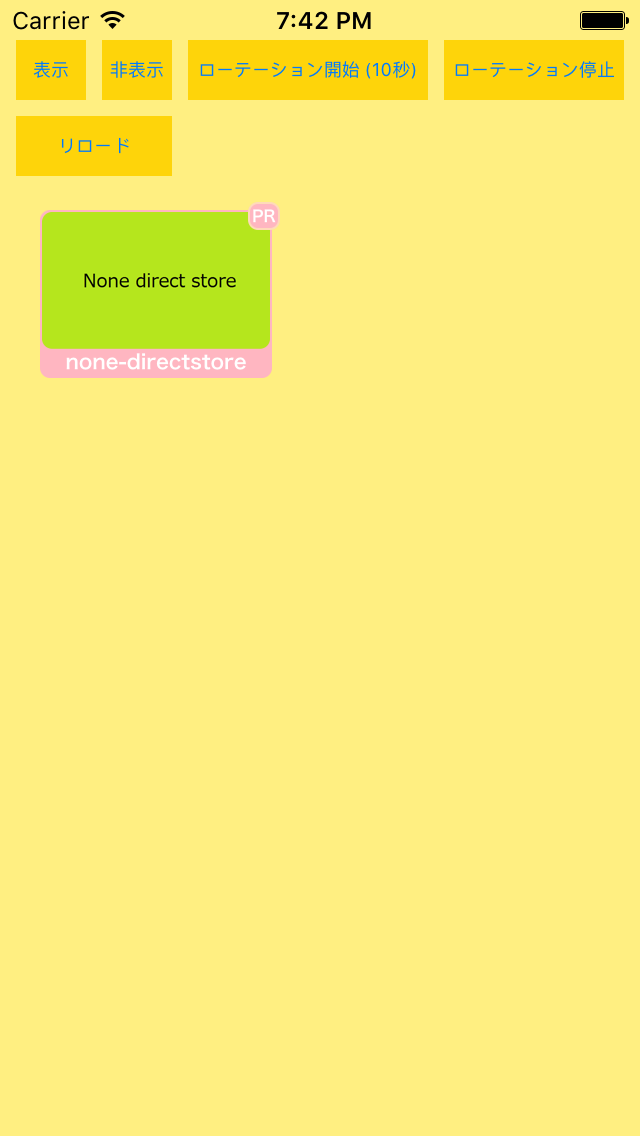 Carrier 7:42 PM
表示 非表示 ローテーション開始 (10秒) ローテーション停止
リロード
PR
None direct store
none-directstore